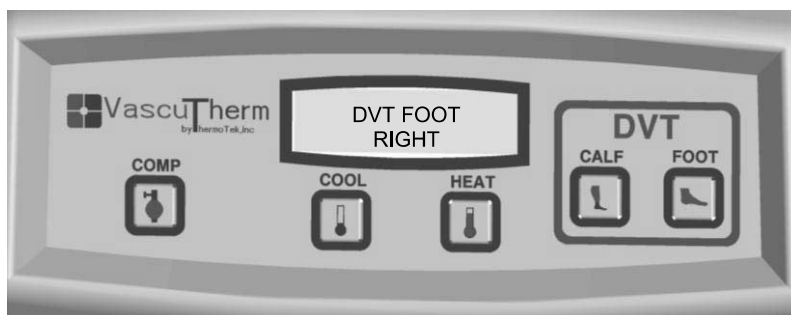 VascuTherm
by ThermoTek,inc
DVT FOOT
RIGHT
COMP
COOL
HEAT
DVT
CALF
FOOT